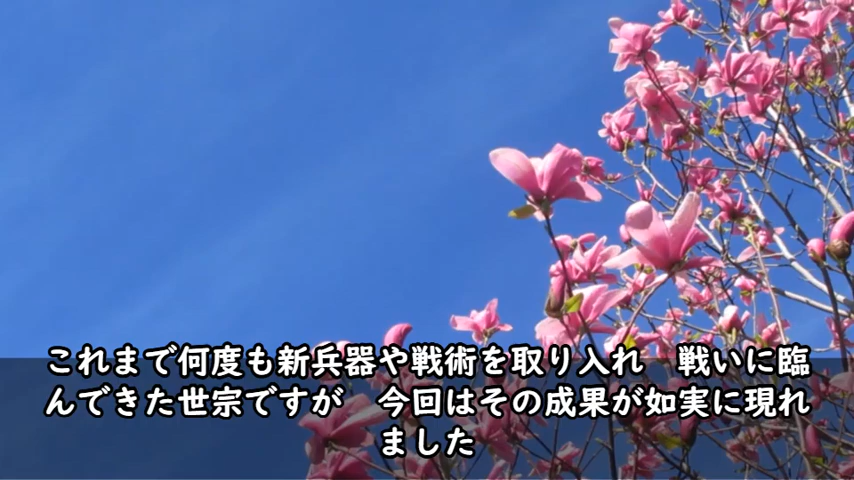 これまで何度も新兵器や戦術を取り入れ　戦いに臨
んできた世宗ですが　今回はその成果が如実に現れ
ました